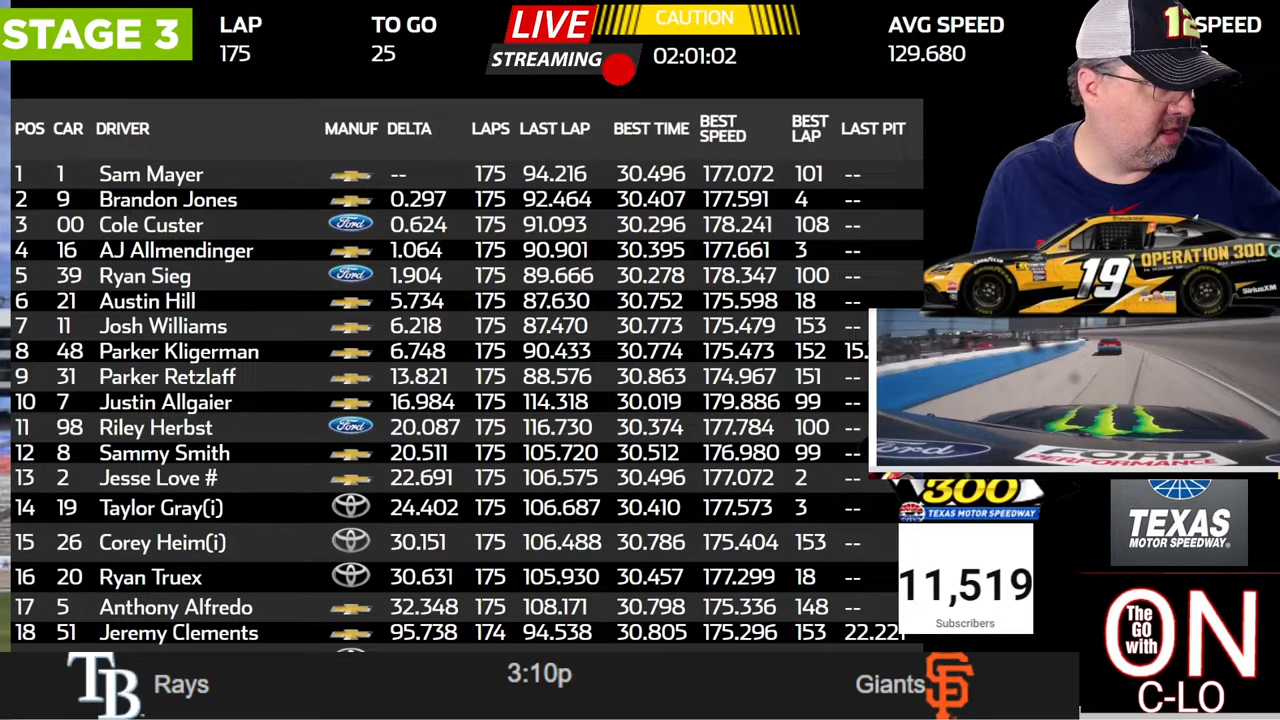 STAGE 3
LAP TO GO
175 25
LIVE
STREAMING
CAUTION
02:01:02
AVG SPEED
129.680
SPEED
12
POS CAR DRIVER MANUF DELTA LAPS LAST LAP BEST TIME BEST SPEED BEST LAP LAST PIT
1 1 Sam Mayer -- 175 94.216 30.496 177.072 101 --
2 9 Brandon Jones 0.297 175 92.464 30.407 177.591 4 --
3 00 Cole Custer Ford 0.624 175 91.093 30.296 178.241 108 --
4 16 AJ Allmendinger 1.064 175 90.901 30.395 177.661 3 --
5 39 Ryan Sieg Ford 1.904 175 89.666 30.278 178.347 100 --
6 21 Austin Hill 5.734 175 87.630 30.752 175.598 18 --
7 11 Josh Williams 6.218 175 87.470 30.773 175.479 153 --
8 48 Parker Kligerman 6.748 175 90.433 30.774 175.473 152 15.
9 31 Parker Retzlaff 13.821 175 88.576 30.863 174.967 151 --
10 7 Justin Allgaier 16.984 175 114.318 30.019 179.886 99 --
11 98 Riley Herbst Ford 20.087 175 116.730 30.374 177.784 100 --
12 8 Sammy Smith 20.511 175 105.720 30.512 176.980 99 --
13 2 Jesse Love # 22.691 175 106.575 30.496 177.072 2 --
14 19 Taylor Gray(i) 24.402 175 106.687 30.410 177.573 3 --
15 26 Corey Heim(i) 30.151 175 106.488 30.786 175.404 153 --
16 20 Ryan Truex 30.631 175 105.930 30.457 177.299 18 --
17 5 Anthony Alfredo 32.348 175 108.171 30.798 175.336 148 --
18 51 Jeremy Clements 95.738 174 94.538 30.805 175.296 153 22.221
OPERATION 300
19
SiriusXM
Ford
FORD
PERFORMANCE
300
TEXAS MOTOR SPEEDWAY
TEXAS
MOTOR SPEEDWAY
11,519
Subscribers
The
GO
with
ON
C-LO
TB Rays
3:10p
Giants SF